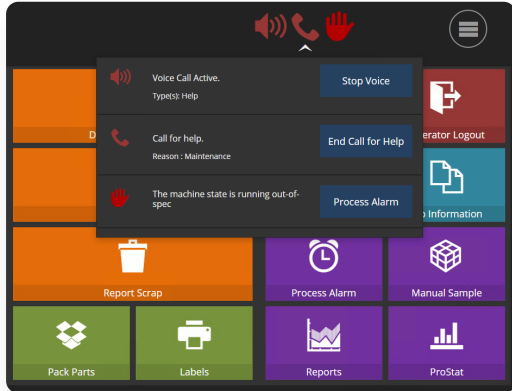 Voice Call Active.
Type(s): Help
Stop Voice
Call for help.
Reason : Maintenance
End Call for Help
The machine state is running out-of-
spec
Process Alarm
Logout
Information
Report Scrap
Process Alarm
Manual Sample
Pack Parts
Labels
Reports
ProStat